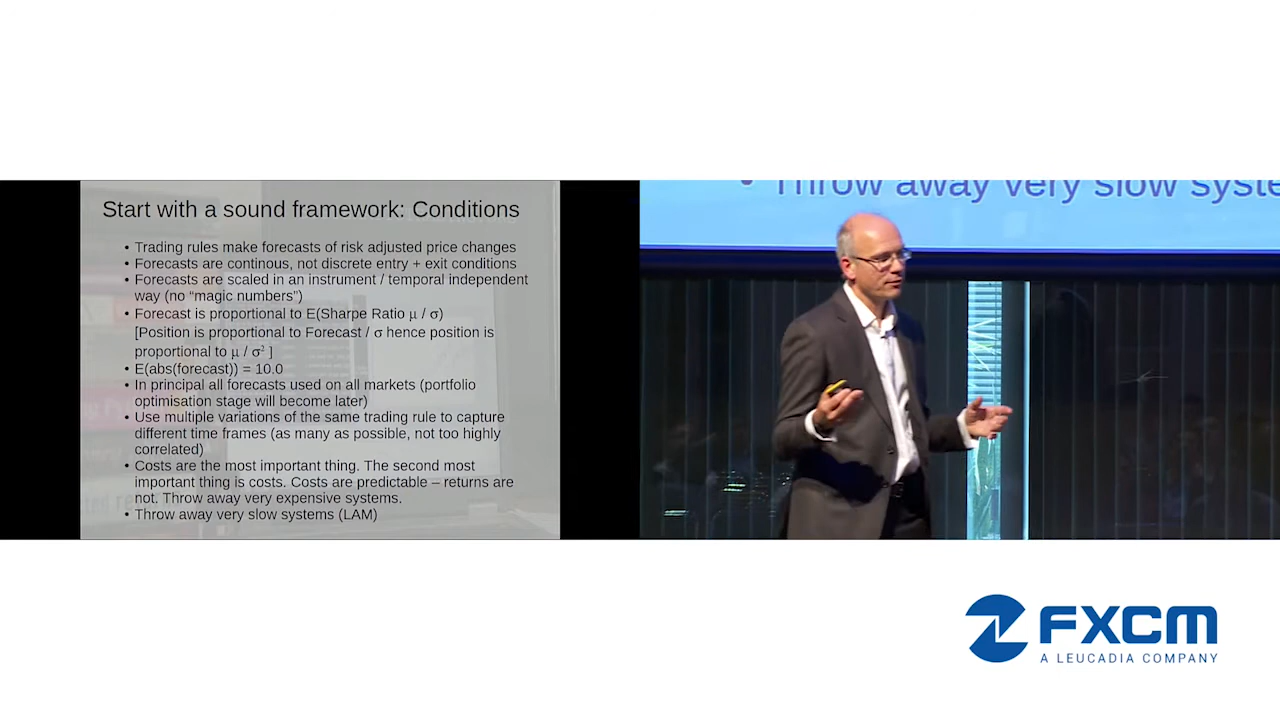 Start with a sound framework: Conditions
• Trading rules make forecasts of risk adjusted price changes
• Forecasts are continous, not discrete entry + exit conditions
• Forecasts are scaled in an instrument / temporal independent
way (no “magic numbers”)
• Forecast is proportional to E(Sharpe Ratio μ / σ)
[Position is proportional to Forecast / σ hence position is
proportional to μ / σ² ]
• E(abs(forecast)) = 10.0
• In principal all forecasts used on all markets (portfolio
optimisation stage will become later)
• Use multiple variations of the same trading rule to capture
different time frames (as many as possible, not too highly
correlated)
• Costs are the most important thing. The second most
important thing is costs. Costs are predictable – returns are
not. Throw away very expensive systems.
• Throw away very slow systems (LAM)
• Throw away very slow syste
FXCM
A LEUCADIA COMPANY